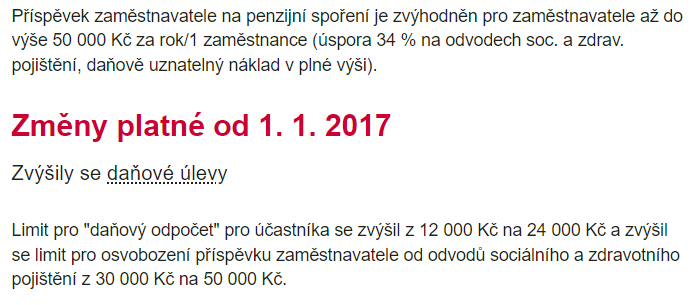 Příspěvek zaměstnavatele na penzijní spoření je zvýhodněn pro zaměstnavatele až do
výše 50 000 Kč za rok/1 zaměstnance (úspora 34 % na odvodech soc. a zdrav.
pojištění, daňově uznatelný náklad v plné výši).
Změny platné od 1. 1. 2017
Zvýšily se daňové úlevy
Limit pro "daňový odpočet" pro účastníka se zvýšil z 12 000 Kč na 24 000 Kč a zvýšil
se limit pro osvobození příspěvku zaměstnavatele od odvodů sociálního a zdravotního
pojištění z 30 000 Kč na 50 000 Kč.